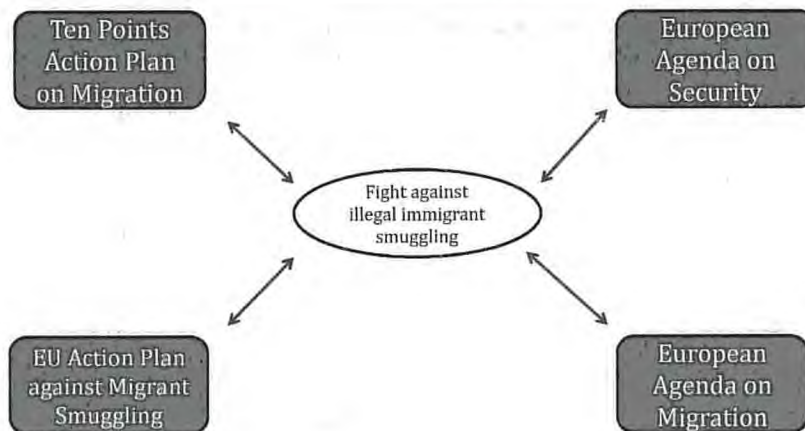 Ten Points
Action Plan
on Migration
European
Agenda on
Security
Fight against
illegal immigrant
smuggling
EU Action Plan
against Migrant
Smuggling
European
Agenda on
Migration